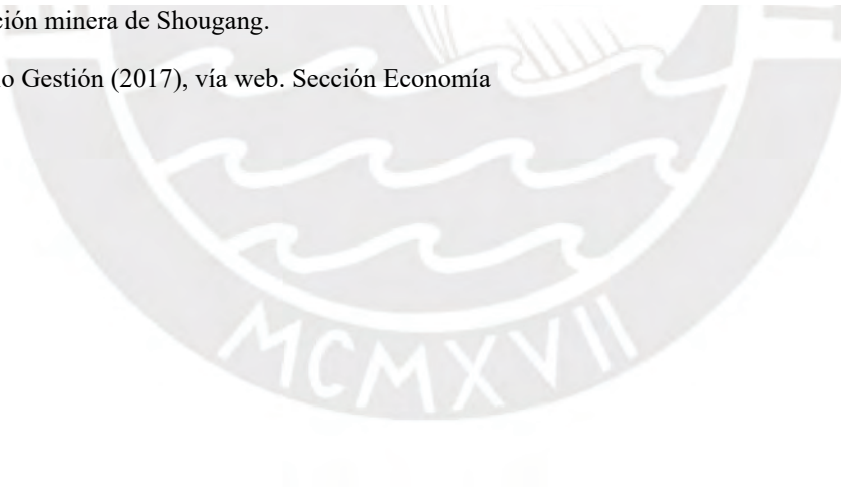 ción minera de Shougang.
o Gestión (2017), vía web. Sección Economía
MCMXVII